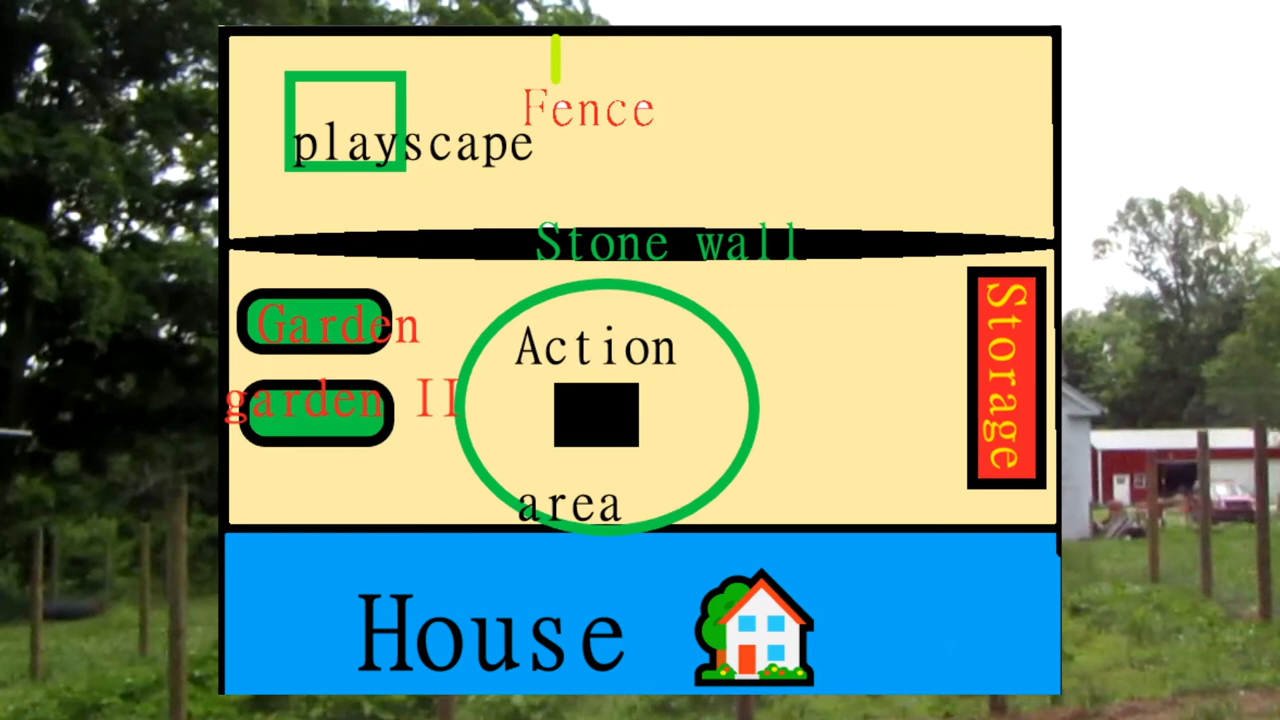 Fence
playscape
Stone wall
Garden
garden II
Action
area
Storage
House